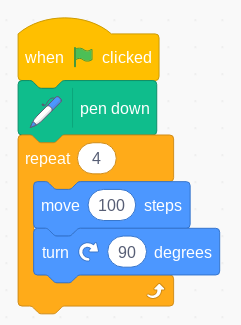 when clicked
pen down
repeat 4
move 100 steps
turn 90 degrees